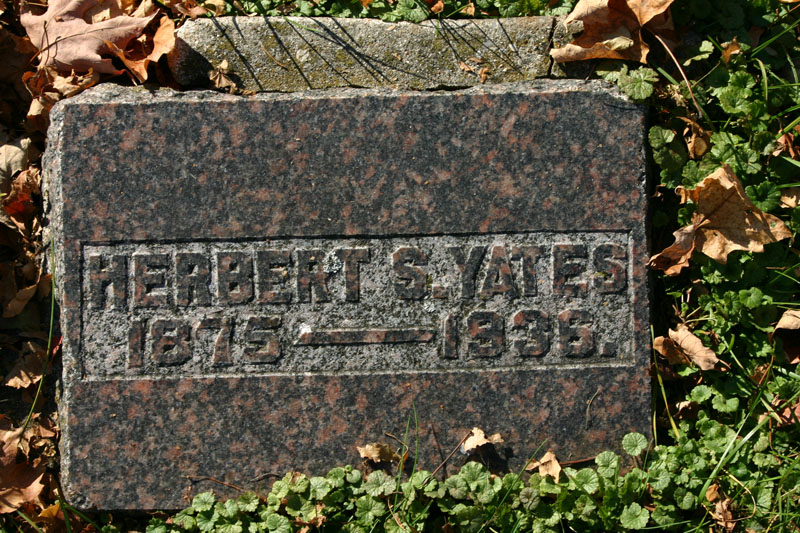 HERBERT S. YATES
1875 — 1936.